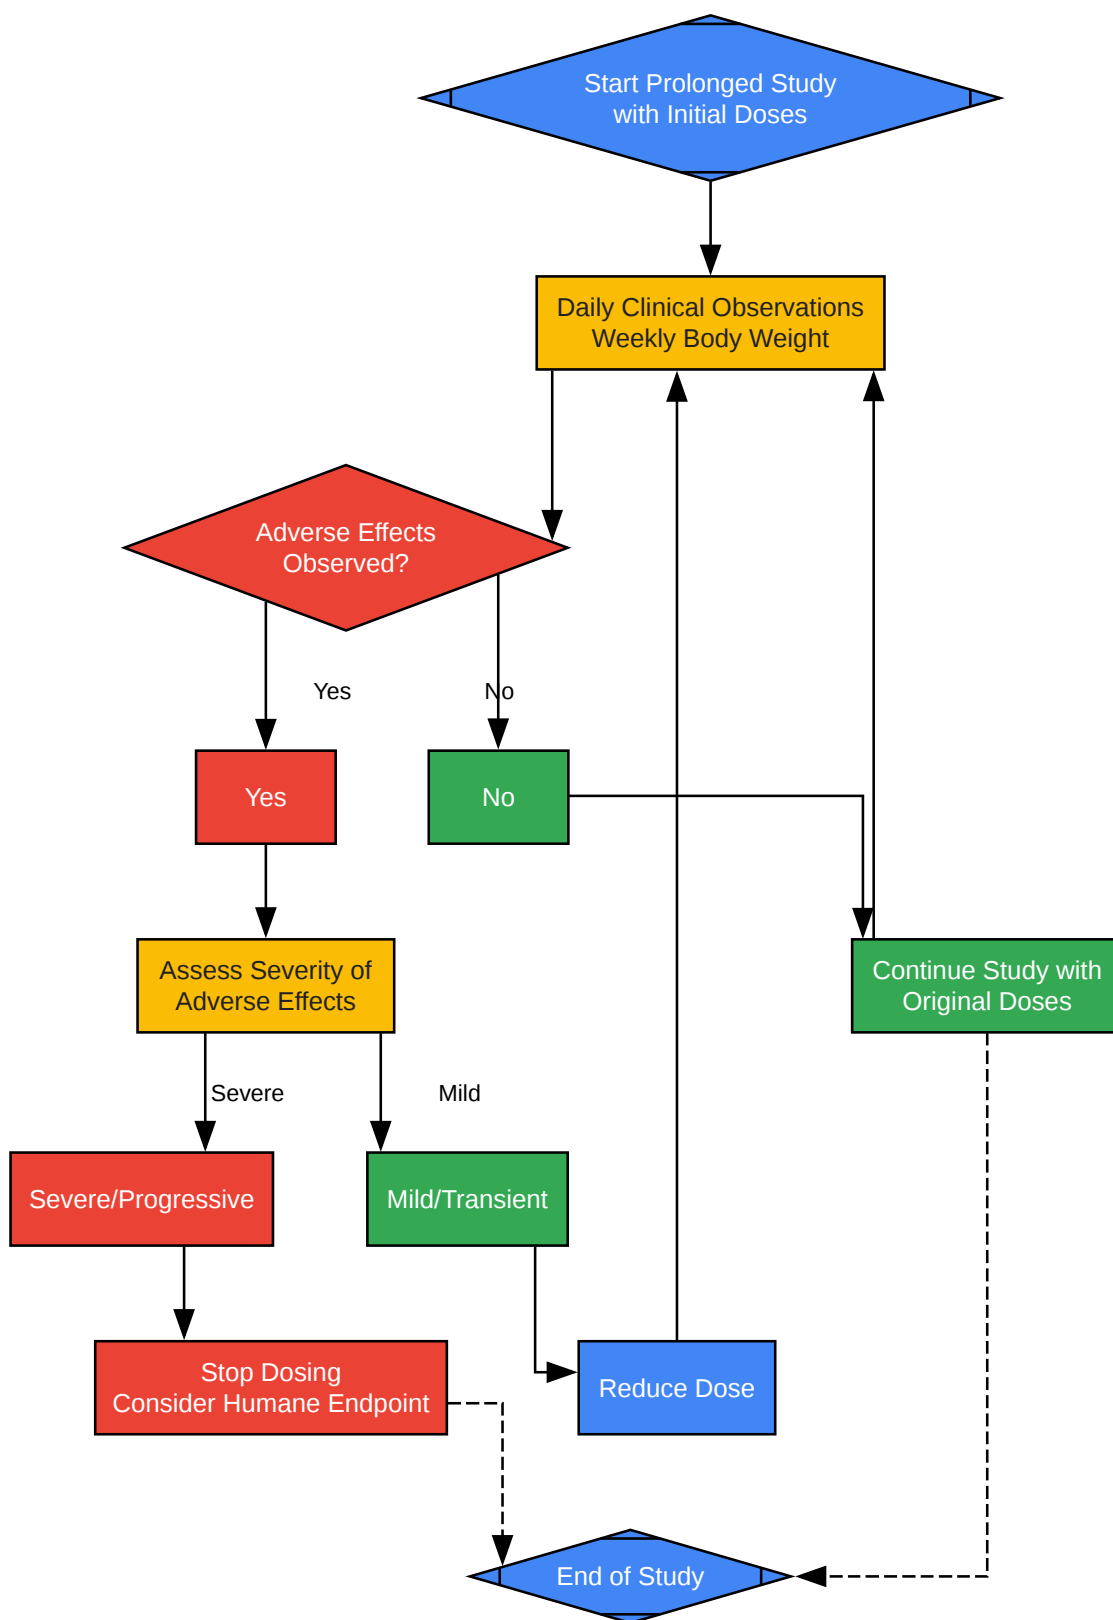 Start Prolonged Study
with Initial Doses
Daily Clinical Observations
Weekly Body Weight
Adverse Effects
Observed?
Yes
No
Yes
No
Assess Severity of
Adverse Effects
Continue Study with
Original Doses
Severe
Mild
Severe/Progressive
Mild/Transient
Stop Dosing
Consider Humane Endpoint
Reduce Dose
End of Study